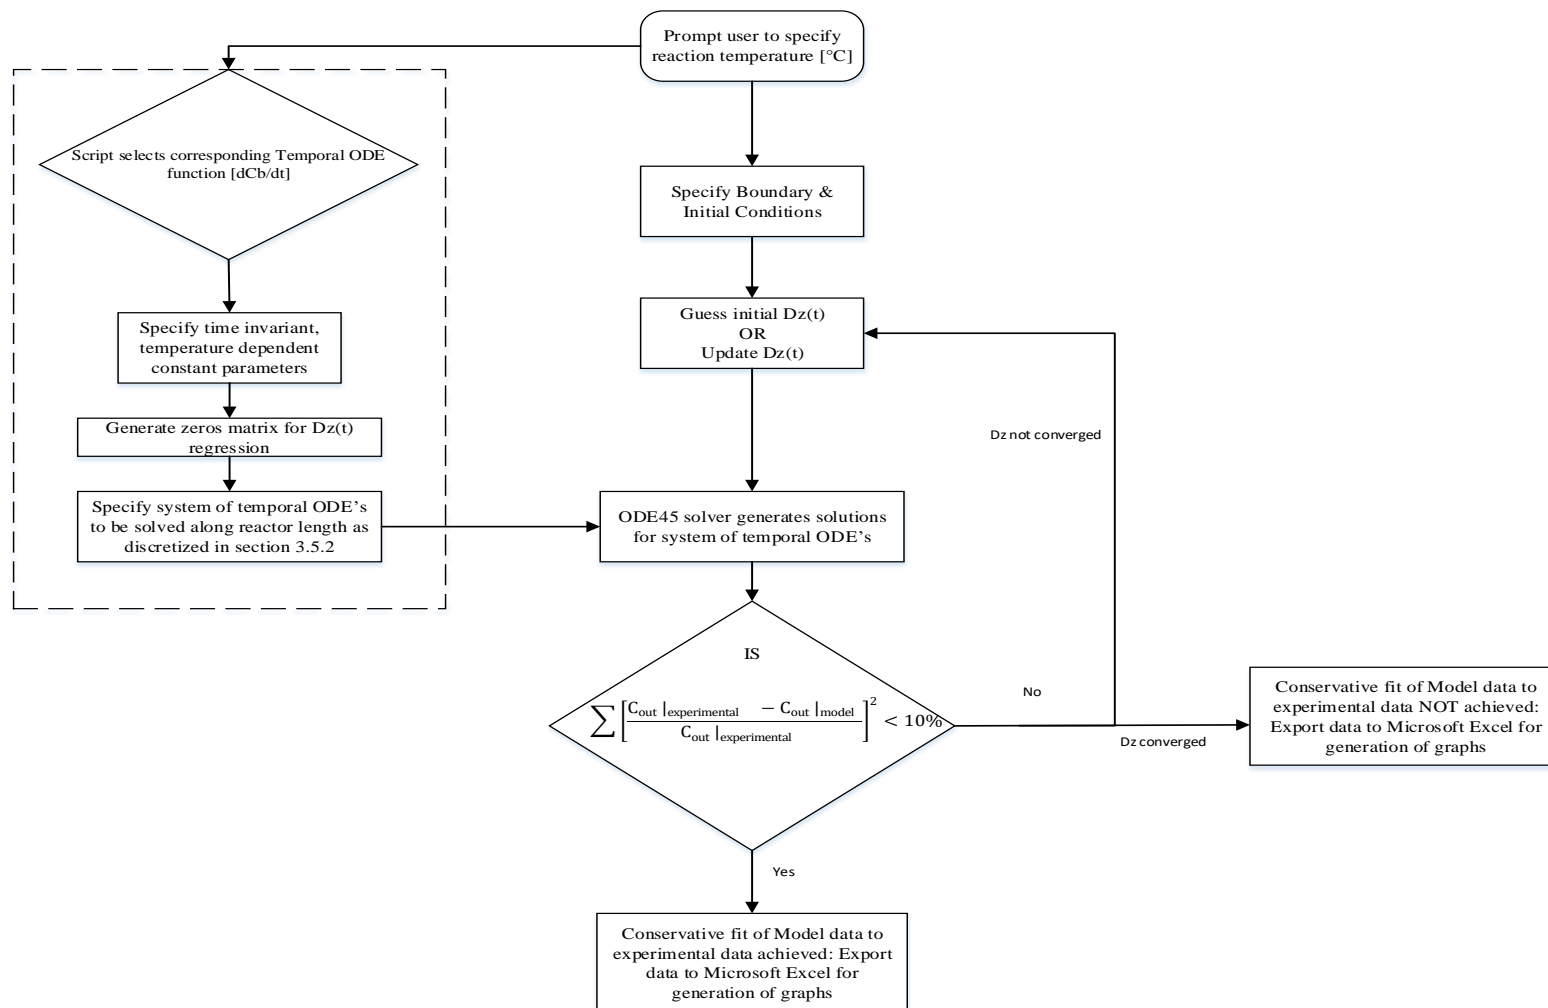 Prompt user to specify
reaction temperature [°C]
Script selects corresponding Temporal ODE
function [dCb/dt]
Specify Boundary &
Initial Conditions
Specify time invariant,
temperature dependent
constant parameters
Guess initial Dz(t)
OR
Update Dz(t)
Generate zeros matrix for Dz(t)
regression
Dz not converged
Specify system of temporal ODE’s
to be solved along reactor length as
discretized in section 3.5.2
ODE45 solver generates solutions
for system of temporal ODE’s
IS
∑ [(C_out |_experimental − C_out |_model) / C_out |_experimental]² < 10%
No
Dz converged
Conservative fit of Model data to
experimental data NOT achieved:
Export data to Microsoft Excel for
generation of graphs
Yes
Conservative fit of Model data to
experimental data achieved: Export
data to Microsoft Excel for
generation of graphs